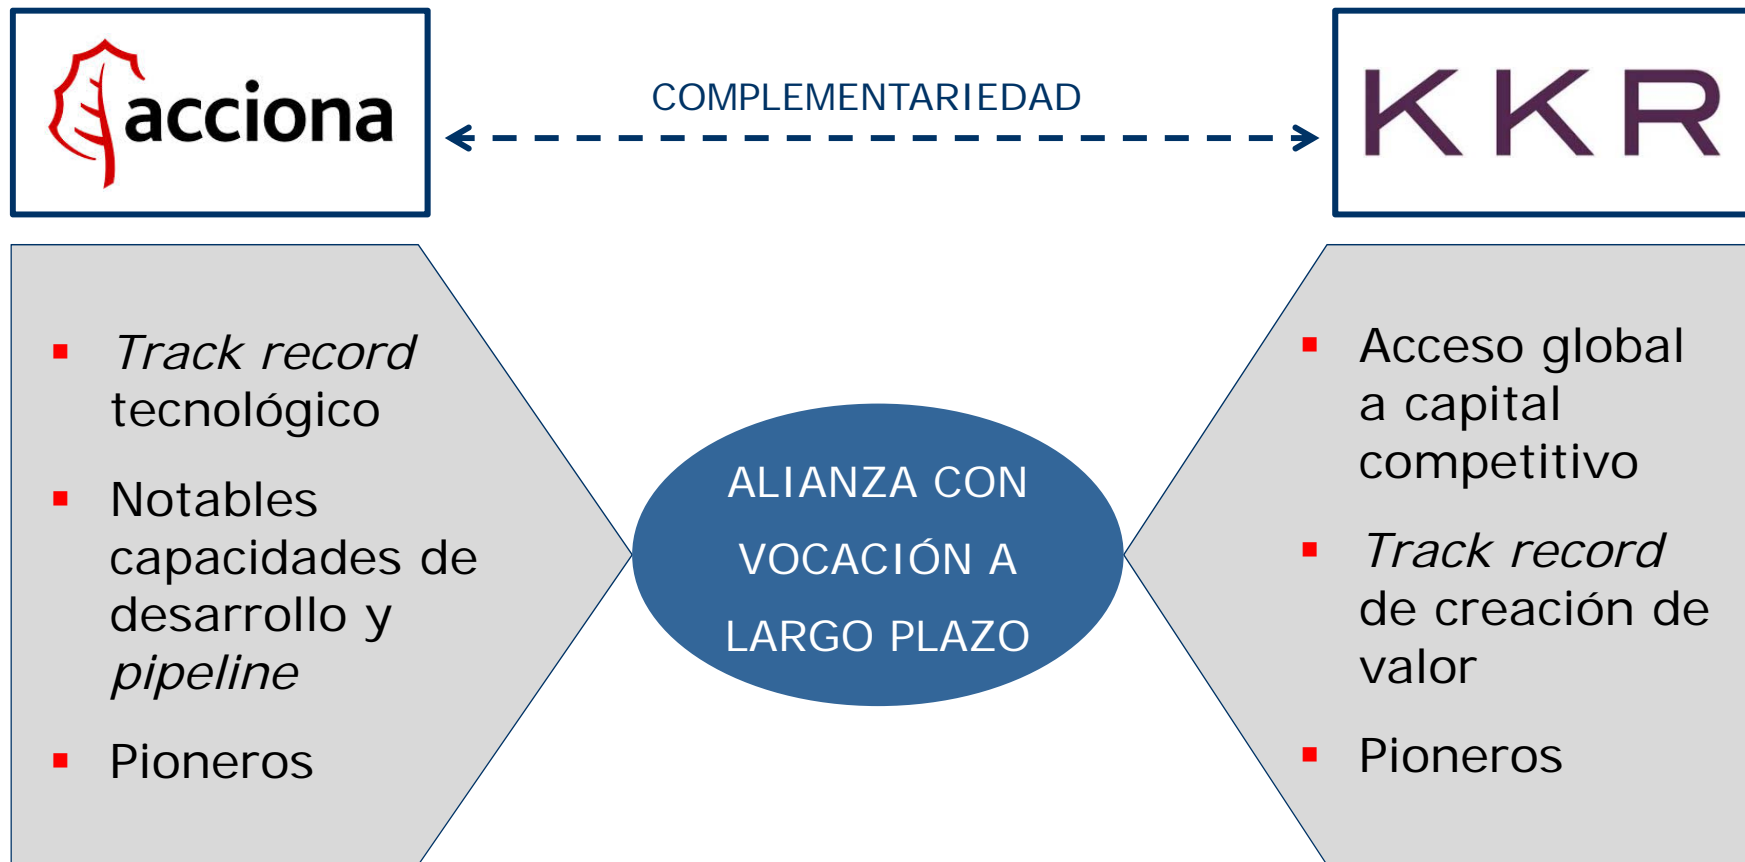 acciona
COMPLEMENTARIEDAD
KKR
Track record
tecnológico
Notables
capacidades de
desarrollo y
pipeline
Pioneros
ALIANZA CON
VOCACIÓN A
LARGO PLAZO
Acceso global
a capital
competitivo
Track record
de creación de
valor
Pioneros